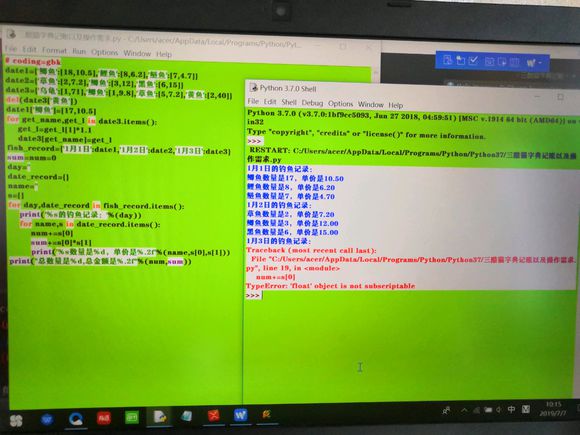 三酷猫字典记账以及操作需求.py - C:/Users/acer/AppData/Local/Programs/Python/Pyt
File Edit Format Run Options Window Help
# coding=gbk
date1={'鲫鱼':[18,10.5],'鲤鱼':[8,6.2],'鲢鱼':[7,4.7]}
date2={'草鱼':[2,7.2],'鲫鱼':[3,12],'黑鱼':[6,15]}
date3={'乌龟':[1,71],'鲫鱼':[1,9.8],'草鱼':[5,7.2],'黄鱼':[2,40]}
del(date3['黄鱼'])
date1['鲫鱼']=[17,10.5]
for get_name,get_l in date3.items():
get_l=get_l[1]*1.1
date3[get_name]=get_l
fish_record={'1月1日':date1,'1月2日':date2,'1月3日':date3}
sum=num=0
day=''
date_record={}
name=''
s=[]
for day,date_record in fish_record.items():
print('%s的钓鱼记录：'%(day))
for name,s in date_record.items():
num+=s[0]
sum+=s[0]*s[1]
print('%s数量是%d，单价是%.2f'%(name,s[0],s[1]))
print('总数量是%d,总金额是%.2f'%(num,sum))
Python 3.7.0 Shell
File Edit Shell Debug Options Window Help
Python 3.7.0 (v3.7.0:1bf9cc5093, Jun 27 2018, 04:59:51) [MSC v.1914 64 bit (AMD64)] on
win32
Type "copyright", "credits" or "license()" for more information.
>>>
RESTART: C:/Users/acer/AppData/Local/Programs/Python/Python37/三酷猫字典记账以及操
作需求.py
1月1日的钓鱼记录：
鲫鱼数量是17，单价是10.50
鲤鱼数量是8，单价是6.20
鲢鱼数量是7，单价是4.70
1月2日的钓鱼记录：
草鱼数量是2，单价是7.20
鲫鱼数量是3，单价是12.00
黑鱼数量是6，单价是15.00
1月3日的钓鱼记录：
Traceback (most recent call last):
File "C:/Users/acer/AppData/Local/Programs/Python/Python37/三酷猫字典记账以及操作需求.
py", line 19, in <module>
num+=s[0]
TypeError: 'float' object is not subscriptable
>>>
中
10:15
2019/7/7